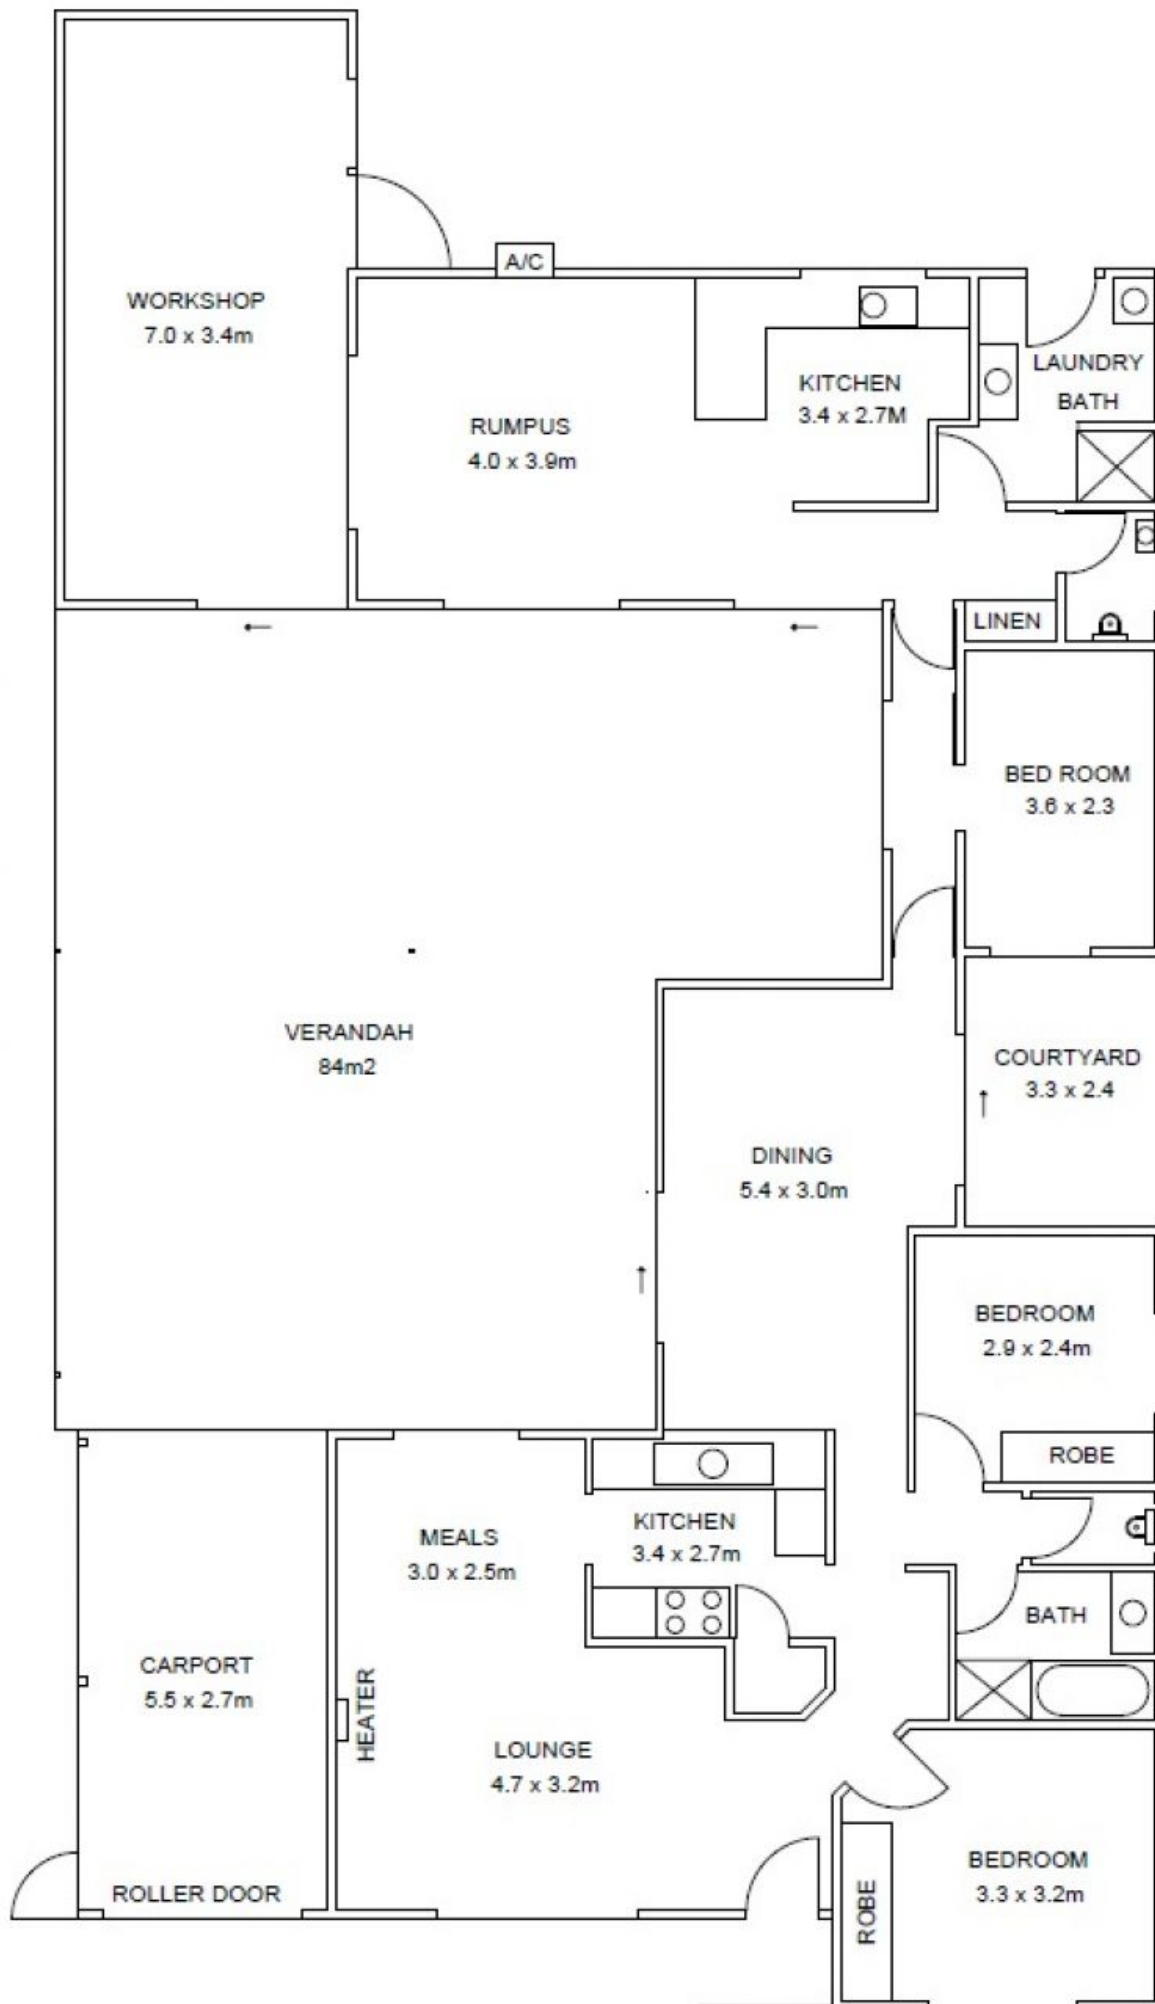 A/C
WORKSHOP
7.0 x 3.4m
LAUNDRY
BATH
KITCHEN
3.4 x 2.7M
RUMPUS
4.0 x 3.9m
LINEN
BED ROOM
3.6 x 2.3
VERANDAH
84m2
COURTYARD
3.3 x 2.4
DINING
5.4 x 3.0m
BEDROOM
2.9 x 2.4m
ROBE
KITCHEN
3.4 x 2.7m
MEALS
3.0 x 2.5m
BATH
CARPORT
5.5 x 2.7m
HEATER
LOUNGE
4.7 x 3.2m
BEDROOM
3.3 x 3.2m
ROLLER DOOR
ROBE